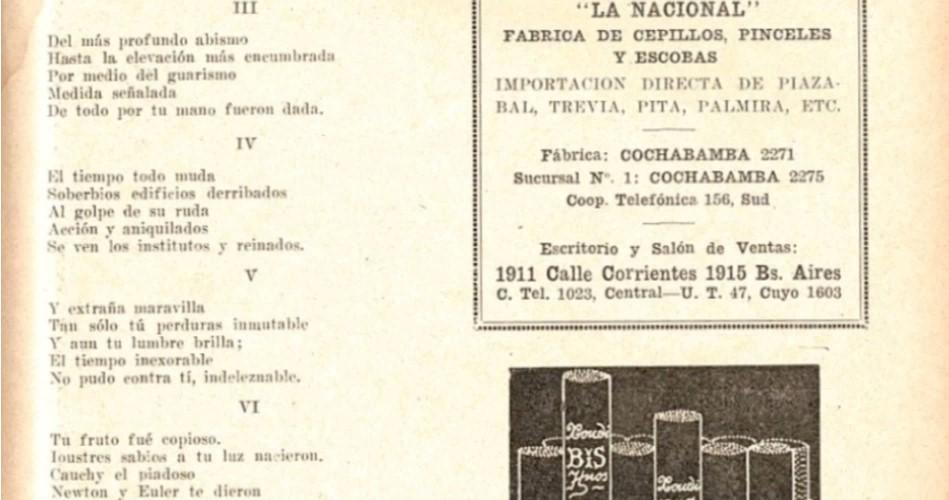 III
Del más profundo abismo
Hasta la elevación más encumbrada
Por medio del guarismo
Medida señalada
De todo por tu mano fueron dada.
IV
El tiempo todo muda
Soberbios edificios derribados
Al golpe de su ruda
Acción y aniquilados
Se ven los institutos y reinados.
V
Y extraña maravilla
Tan sólo tú perduras inmutable
Y aun tu lumbre brilla;
El tiempo inexorable
No pudo contra tí, indeleznable.
VI
Tu fruto fué copioso.
Ioustres sabios a tu luz nacieron.
Cauchy el piadoso
Newton y Euler te dieron
"LA NACIONAL"
FABRICA DE CEPILLOS, PINCELES
Y ESCOBAS
IMPORTACION DIRECTA DE PIAZA-
BAL, TREVIA, PITA, PALMIRA, ETC.
Fábrica: COCHABAMBA 2271
Sucursal Nº. 1: COCHABAMBA 2275
Coop. Telefónica 156, Sud
Escritorio y Salón de Ventas:
1911 Calle Corrientes 1915 Bs. Aires
C. Tel. 1023, Central—U. T. 47, Cuyo 1603
BIS